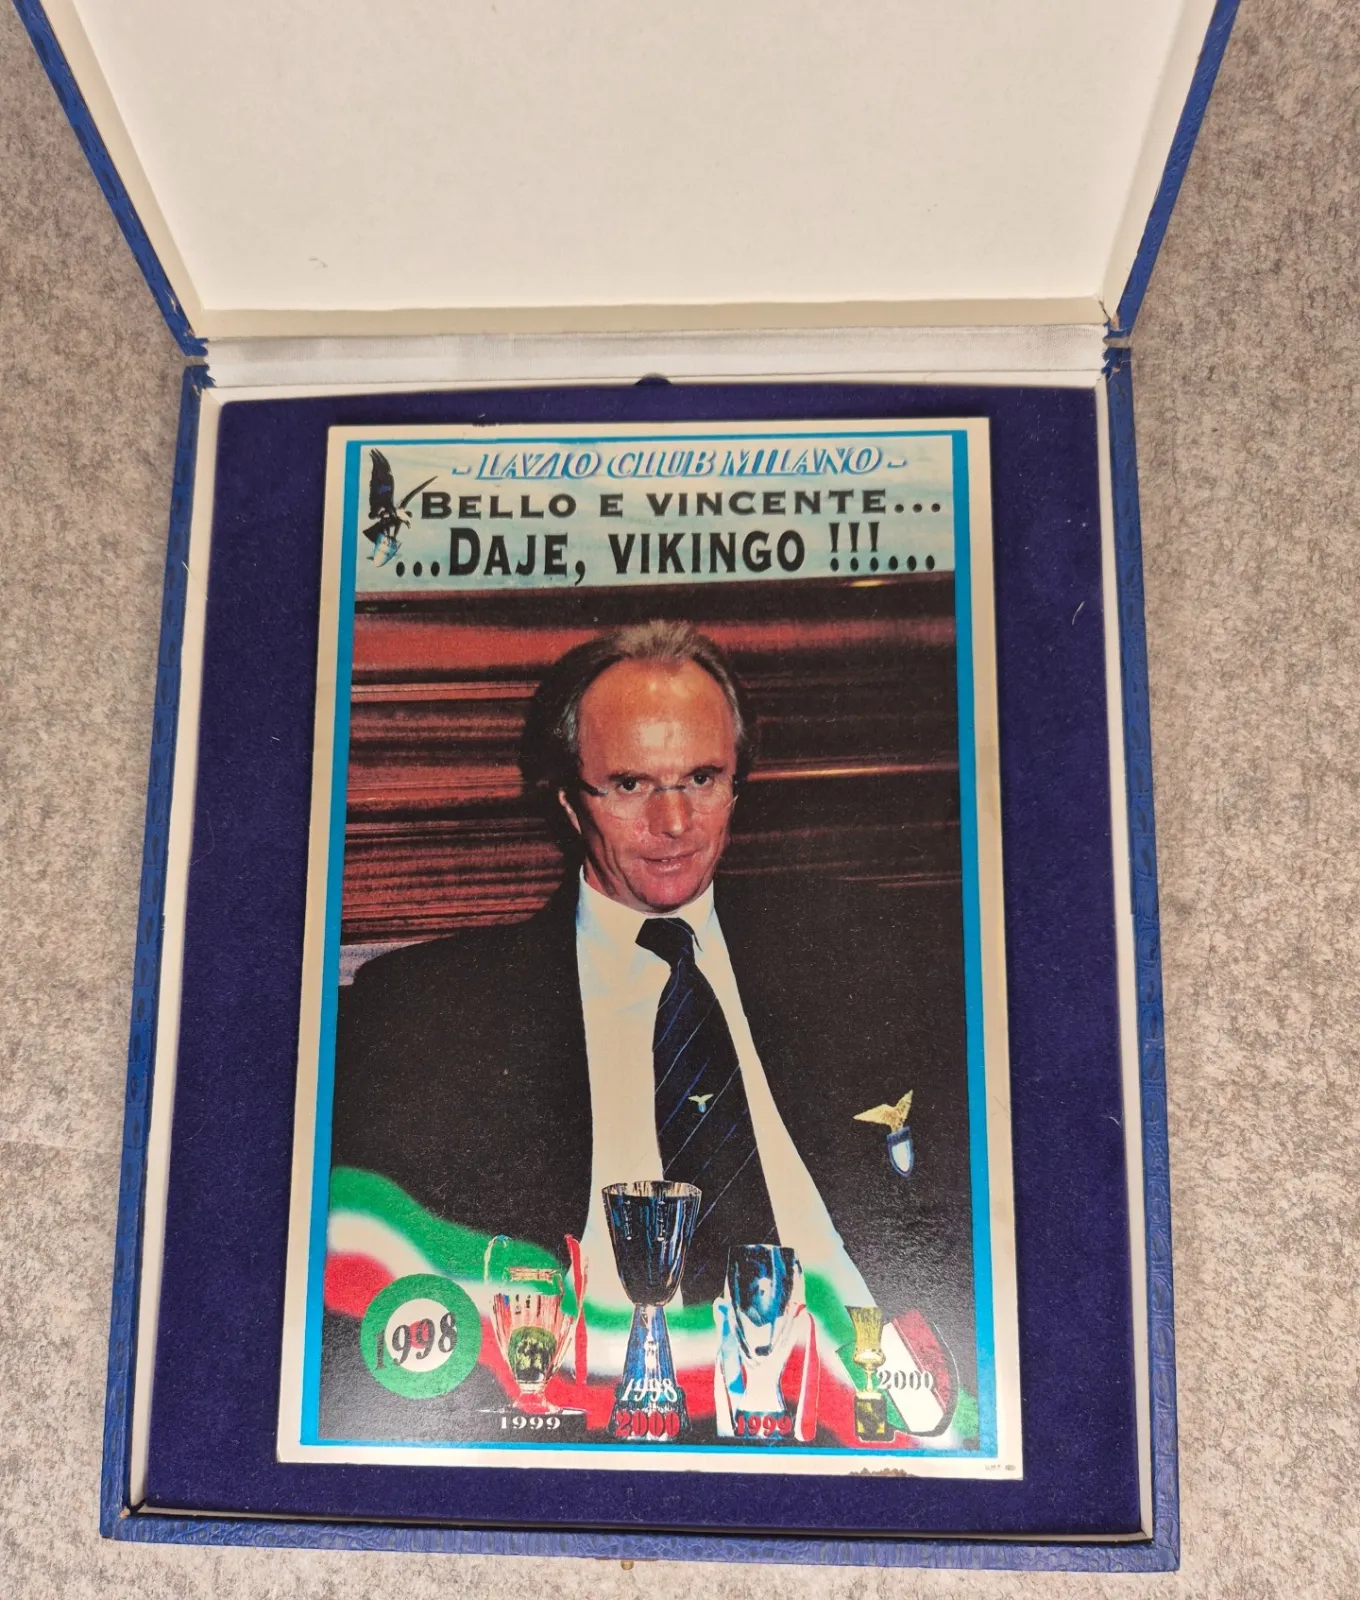 - LAZIO CLUB MILANO -
BELLO E VINCENTE...
...DAJE, VIKINGO !!!...
1998
1999
1998
2000
1999
2000